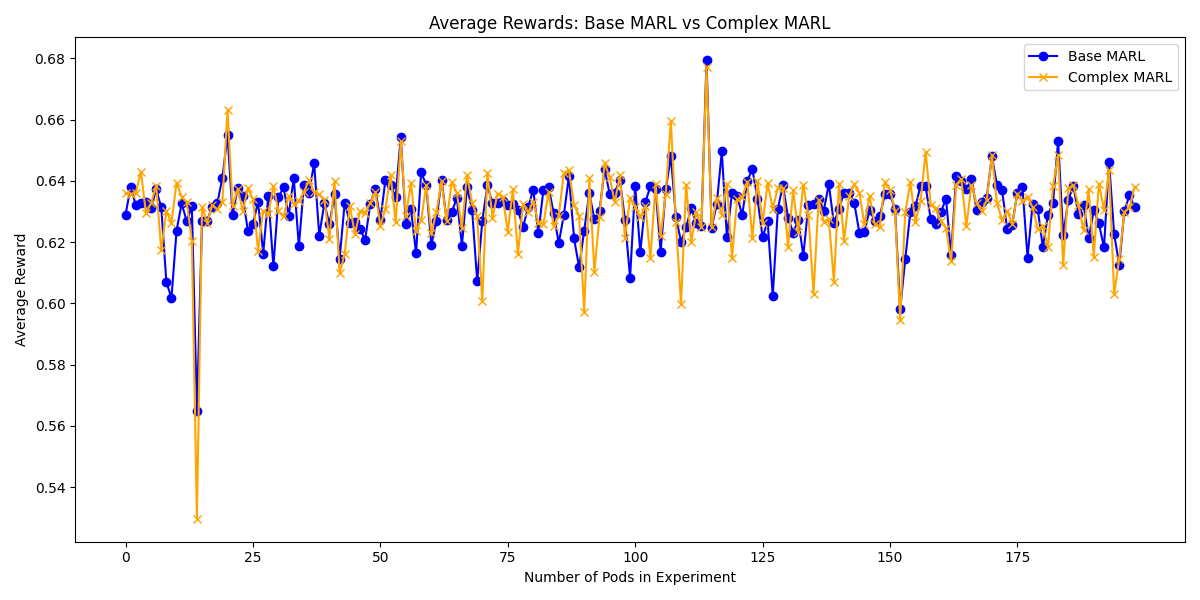 Average Rewards: Base MARL vs Complex MARL
Base MARL
Complex MARL
Average Reward
0.68
0.66
0.64
0.62
0.60
0.58
0.56
0.54
0 25 50 75 100 125 150 175
Number of Pods in Experiment